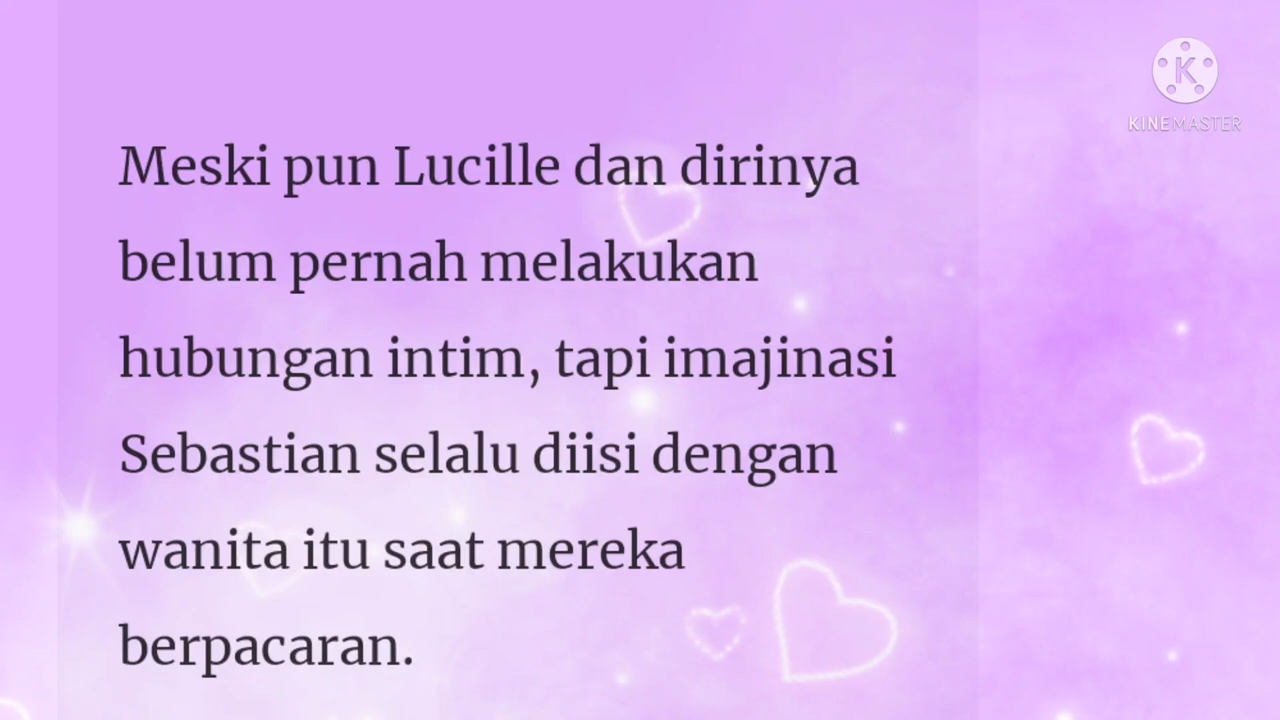 KINEMASTER
Meski pun Lucille dan dirinya
belum pernah melakukan
hubungan intim, tapi imajinasi
Sebastian selalu diisi dengan
wanita itu saat mereka
berpacaran.